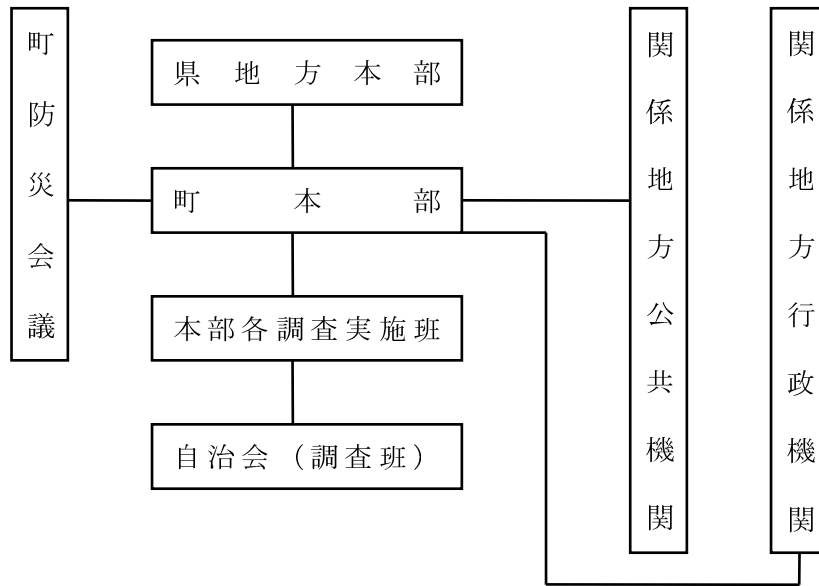 町防災会議
県地方本部
町本部
本部各調査実施班
自治会（調査班）
関係地方公共機関
関係地方行政機関